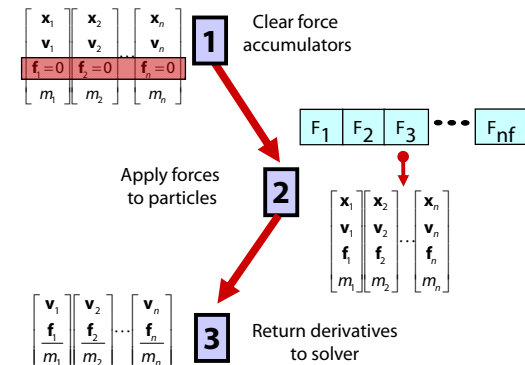 x₁ x₂ xₙ
v₁ v₂ ⋯ vₙ
f₁ = 0 f₂ = 0 fₙ = 0
m₁ m₂ mₙ
1
Clear force
accumulators
F₁ F₂ F₃ ••• Fnf
Apply forces
to particles
2
x₁ x₂ xₙ
v₁ v₂ ⋯ vₙ
f₁ f₂ fₙ
m₁ m₂ mₙ
v₁ v₂ vₙ
f₁ f₂ ⋯ fₙ
m₁ m₂ mₙ
3
Return derivatives
to solver